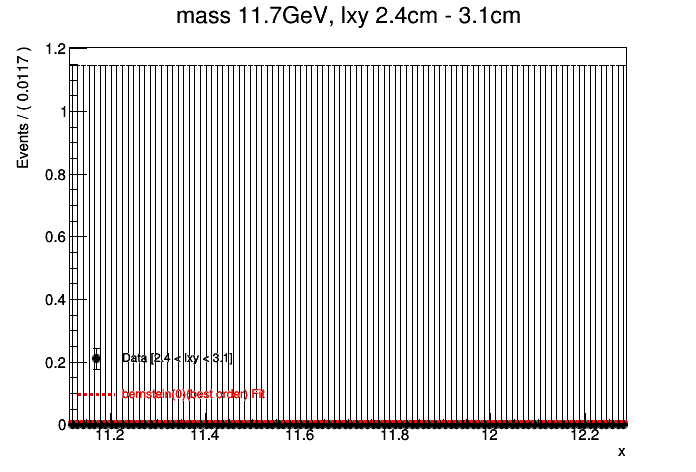 mass 11.7GeV, lxy 2.4cm - 3.1cm
Events / ( 0.0117 )
1.2
1
0.8
0.6
0.4
0.2
0
Data [2.4 < lxy < 3.1]
bernstein[0](best order) Fit
11.2 11.4 11.6 11.8 12 12.2
x